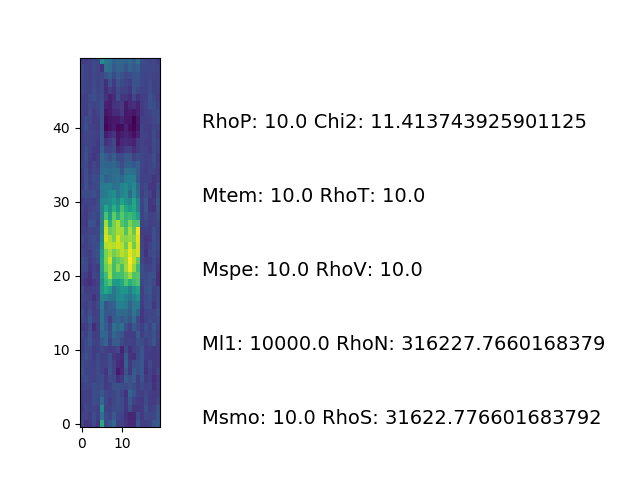 40
RhoP: 10.0 Chi2: 11.413743925901125
30
Mtem: 10.0 RhoT: 10.0
20
Mspe: 10.0 RhoV: 10.0
10
Ml1: 10000.0 RhoN: 316227.7660168379
0
Msmo: 10.0 RhoS: 31622.776601683792
0 10